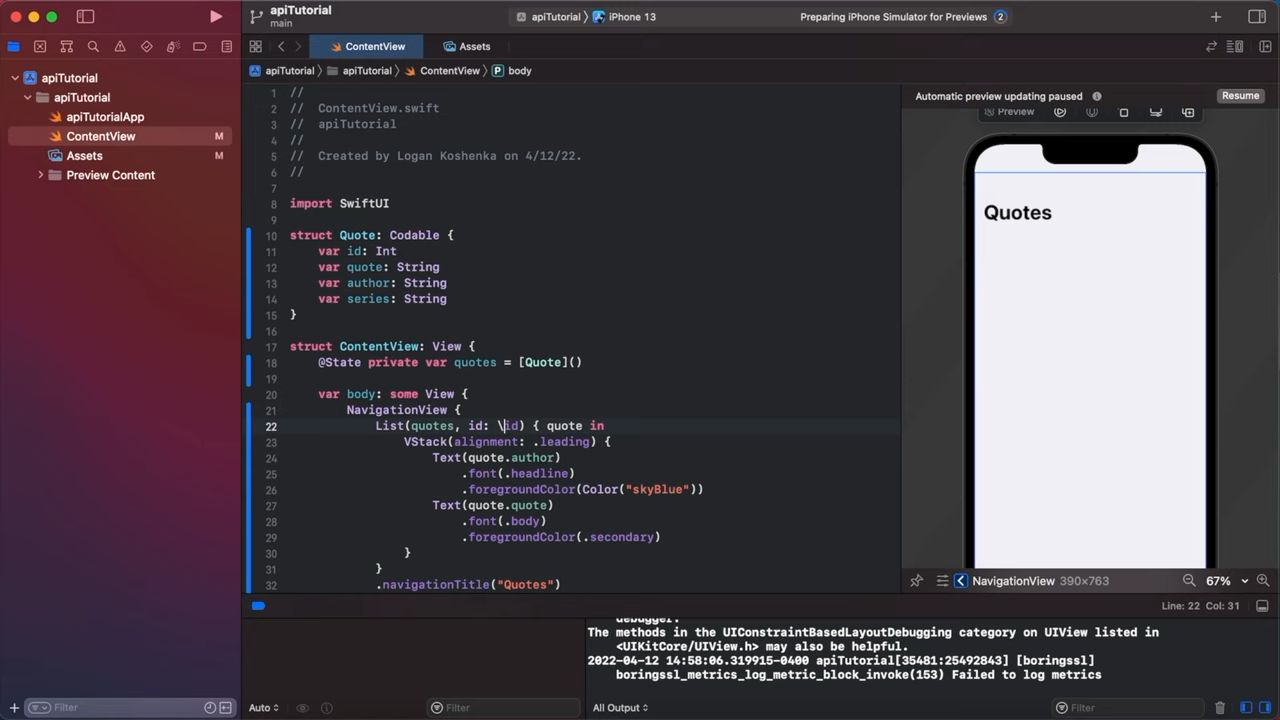 apiTutorial
main
apiTutorial
iPhone 13
Preparing iPhone Simulator for Previews 2
ContentView
Assets
apiTutorial
apiTutorial
apiTutorial
ContentView
P body
apiTutorial
apiTutorialApp
ContentView M
Assets M
Preview Content
1 //
2 //  ContentView.swift
3 //  apiTutorial
4 //
5 //  Created by Logan Koshenka on 4/12/22.
6 //
7
8 import SwiftUI
9
10 struct Quote: Codable {
11     var id: Int
12     var quote: String
13     var author: String
14     var series: String
15 }
16
17 struct ContentView: View {
18     @State private var quotes = [Quote]()
19
20     var body: some View {
21         NavigationView {
22             List(quotes, id: \id) { quote in
23                 VStack(alignment: .leading) {
24                     Text(quote.author)
25                         .font(.headline)
26                         .foregroundColor(Color("skyBlue"))
27                     Text(quote.quote)
28                         .font(.body)
29                         .foregroundColor(.secondary)
30                 }
31             }
32             .navigationTitle("Quotes")
Automatic preview updating paused
Resume
Preview
Quotes
NavigationView 390x763
67%
Line: 22 Col: 31
debugger.
The methods in the UIConstraintBasedLayoutDebugging category on UIView listed in
<UIKitCore/UIView.h> may also be helpful.
2022-04-12 14:58:06.319915-0400 apiTutorial[35481:25492843] [boringssl]
boringssl_metrics_log_metric_block_invoke(153) Failed to log metrics
Filter
Auto
Filter
All Output
Filter